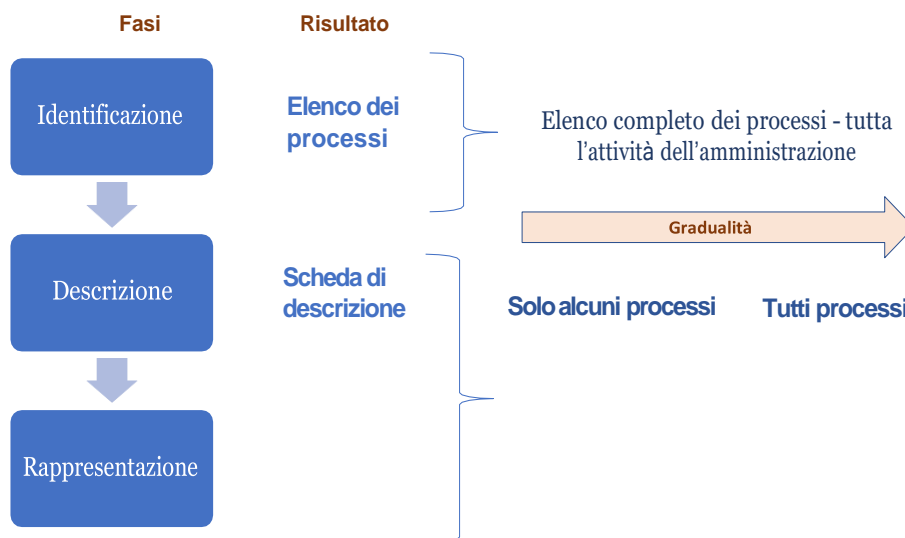 Fasi
Risultato
Identificazione
Elenco dei
processi
Elenco completo dei processi - tutta
l'attività dell'amministrazione
Gradualità
Descrizione
Scheda di
descrizione
Solo alcuni processi
Tutti processi
Rappresentazione